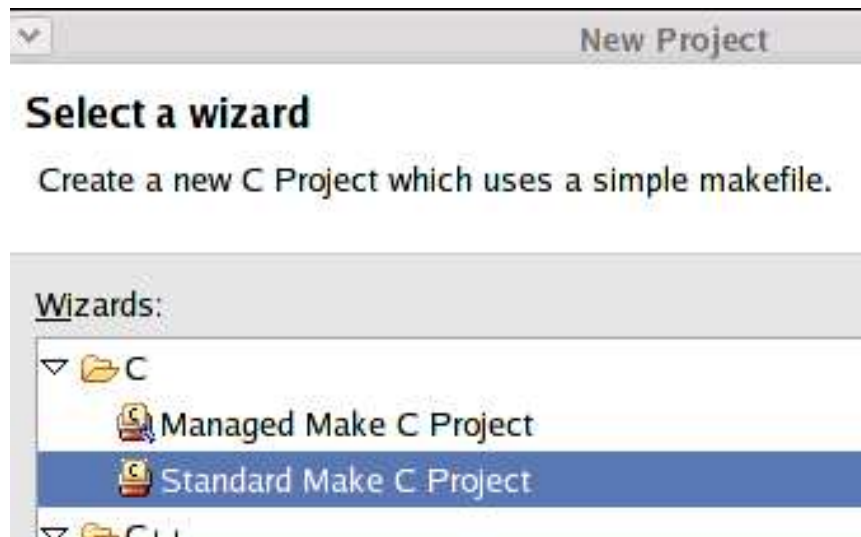 New Project
Select a wizard
Create a new C Project which uses a simple makefile.
Wizards:
C
Managed Make C Project
Standard Make C Project
C++